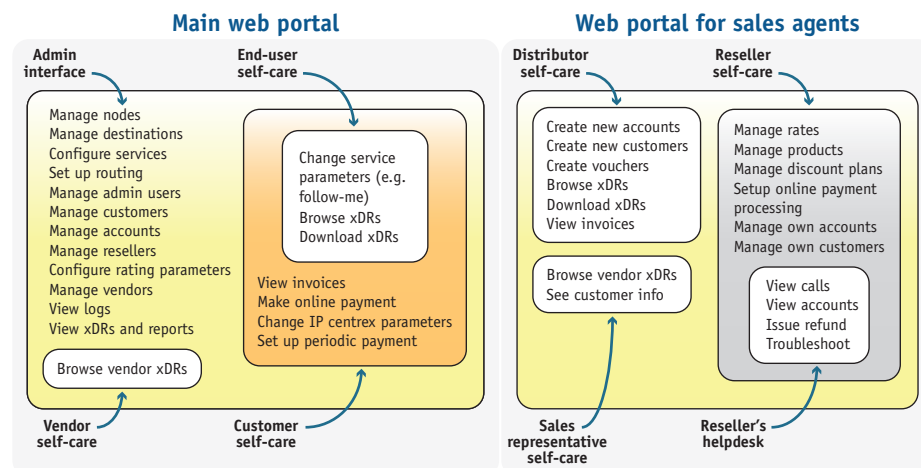 Main web portal
Admin
interface
End-user
self-care
Manage nodes
Manage destinations
Configure services
Set up routing
Manage admin users
Manage customers
Manage accounts
Manage resellers
Configure rating parameters
Manage vendors
View logs
View xDRs and reports
Browse vendor xDRs
Change service
parameters (e.g.
follow-me)
Browse xDRs
Download xDRs
View invoices
Make online payment
Change IP centrex parameters
Set up periodic payment
Vendor
self-care
Customer
self-care
Web portal for sales agents
Distributor
self-care
Reseller
self-care
Create new accounts
Create new customers
Create vouchers
Browse xDRs
Download xDRs
View invoices
Browse vendor xDRs
See customer info
Manage rates
Manage products
Manage discount plans
Setup online payment
processing
Manage own accounts
Manage own customers
View calls
View accounts
Issue refund
Troubleshoot
Sales
representative
self-care
Reseller's
helpdesk